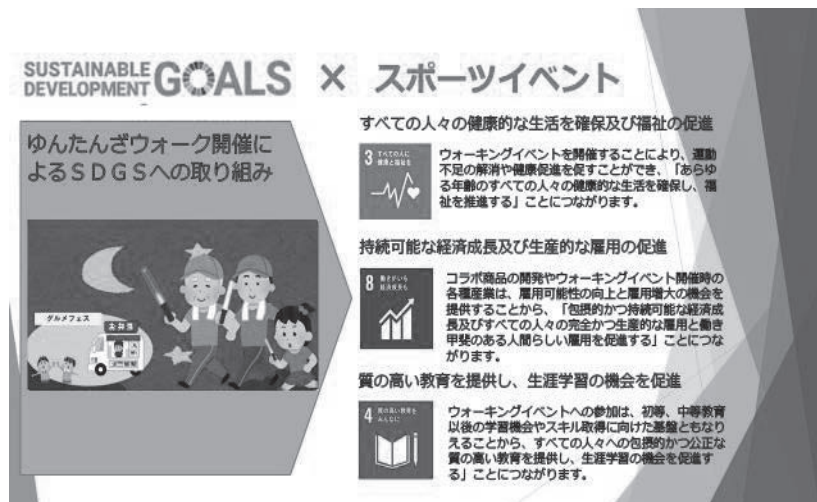 SUSTAINABLE
DEVELOPMENT GOALS × スポーツイベント
ゆんたんざウォーク開催に
よるSDGSへの取り組み
グルメフェス
お弁当
すべての人々の健康的な生活を確保及び福祉の促進
3 すべての人に
健康と福祉を
ウォーキングイベントを開催することにより、運動
不足の解消や健康促進を促すことができ、「あらゆ
る年齢のすべての人々の健康的な生活を確保し、福
祉を推進する」ことにつながります。
持続可能な経済成長及び生産的な雇用の促進
8 働きがいも
経済成長も
コラボ商品の開発やウォーキングイベント開催時の
各種産業は、雇用可能性の向上と雇用増大の機会を
提供することから、「包摂的かつ持続可能な経済成
長及びすべての人々の完全かつ生産的な雇用と働き
甲斐のある人間らしい雇用を促進する」ことにつな
がります。
質の高い教育を提供し、生涯学習の機会を促進
4 質の高い教育を
みんなに
ウォーキングイベントへの参加は、初等、中等教育
以後の学習機会やスキル取得に向けた基盤ともなり
えることから、すべての人々への包摂的かつ公正な
質の高い教育を提供し、生涯学習の機会を促進す
る」ことにつながります。